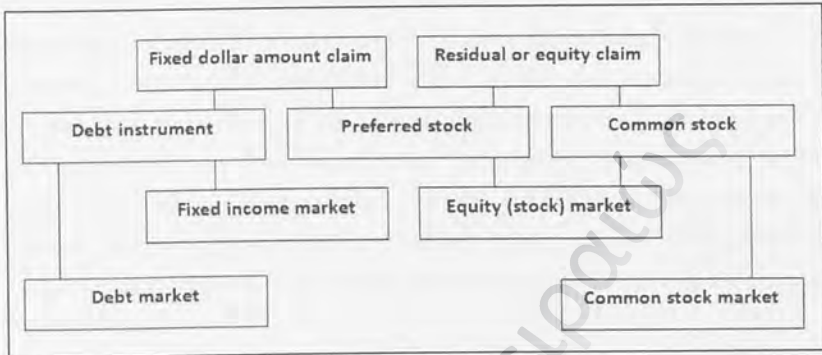 Fixed dollar amount claim
Residual or equity claim
Debt instrument
Preferred stock
Common stock
Fixed income market
Equity (stock) market
Debt market
Common stock market